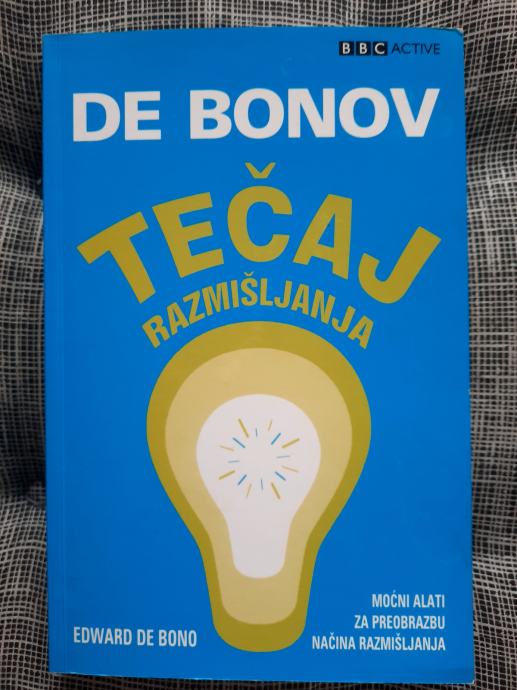 BBC ACTIVE
DE BONOV
TEČAJ
RAZMIŠLJANJA
EDWARD DE BONO
MOĆNI ALATI
ZA PREOBRAZBU
NAČINA RAZMIŠLJANJA